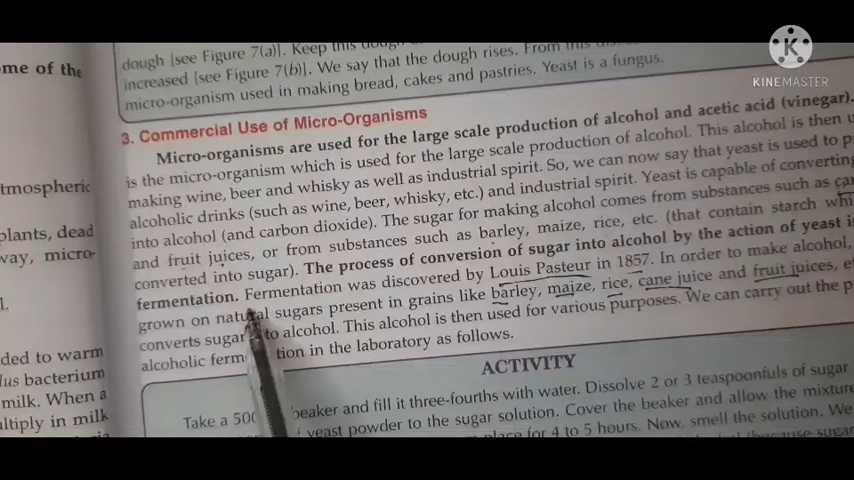 ome of the
tmospheric
plants, dead
way, micro-
l.
ded to warm
lus bacterium
milk. When a
ultiply in milk
dough [see Figure 7(a)]. Keep this dough
increased [see Figure 7(b)]. We say that the dough rises. From this
micro-organism used in making bread, cakes and pastries. Yeast is a fungus.
3. Commercial Use of Micro-Organisms
Micro-organisms are used for the large scale production of alcohol and acetic acid (vinegar).
is the micro-organism which is used for the large scale production of alcohol. This alcohol is then u
making wine, beer and whisky as well as industrial spirit. So, we can now say that yeast is used to p
alcoholic drinks (such as wine, beer, whisky, etc.) and industrial spirit. Yeast is capable of converting
into alcohol (and carbon dioxide). The sugar for making alcohol comes from substances such as can
and fruit juices, or from substances such as barley, maize, rice, etc. (that contain starch whi
converted into sugar). The process of conversion of sugar into alcohol by the action of yeast i
fermentation. Fermentation was discovered by Louis Pasteur in 1857. In order to make alcohol,
grown on natural sugars present in grains like barley, maize, rice, cane juice and fruit juices, e
converts sugar to alcohol. This alcohol is then used for various purposes. We can carry out the p
alcoholic ferm tion in the laboratory as follows.
ACTIVITY
Take a 500 beaker and fill it three-fourths with water. Dissolve 2 or 3 teaspoonfuls of sugar
f yeast powder to the sugar solution. Cover the beaker and allow the mixture
place for 4 to 5 hours. Now, smell the solution. We
(because sugar
K
KINEMASTER